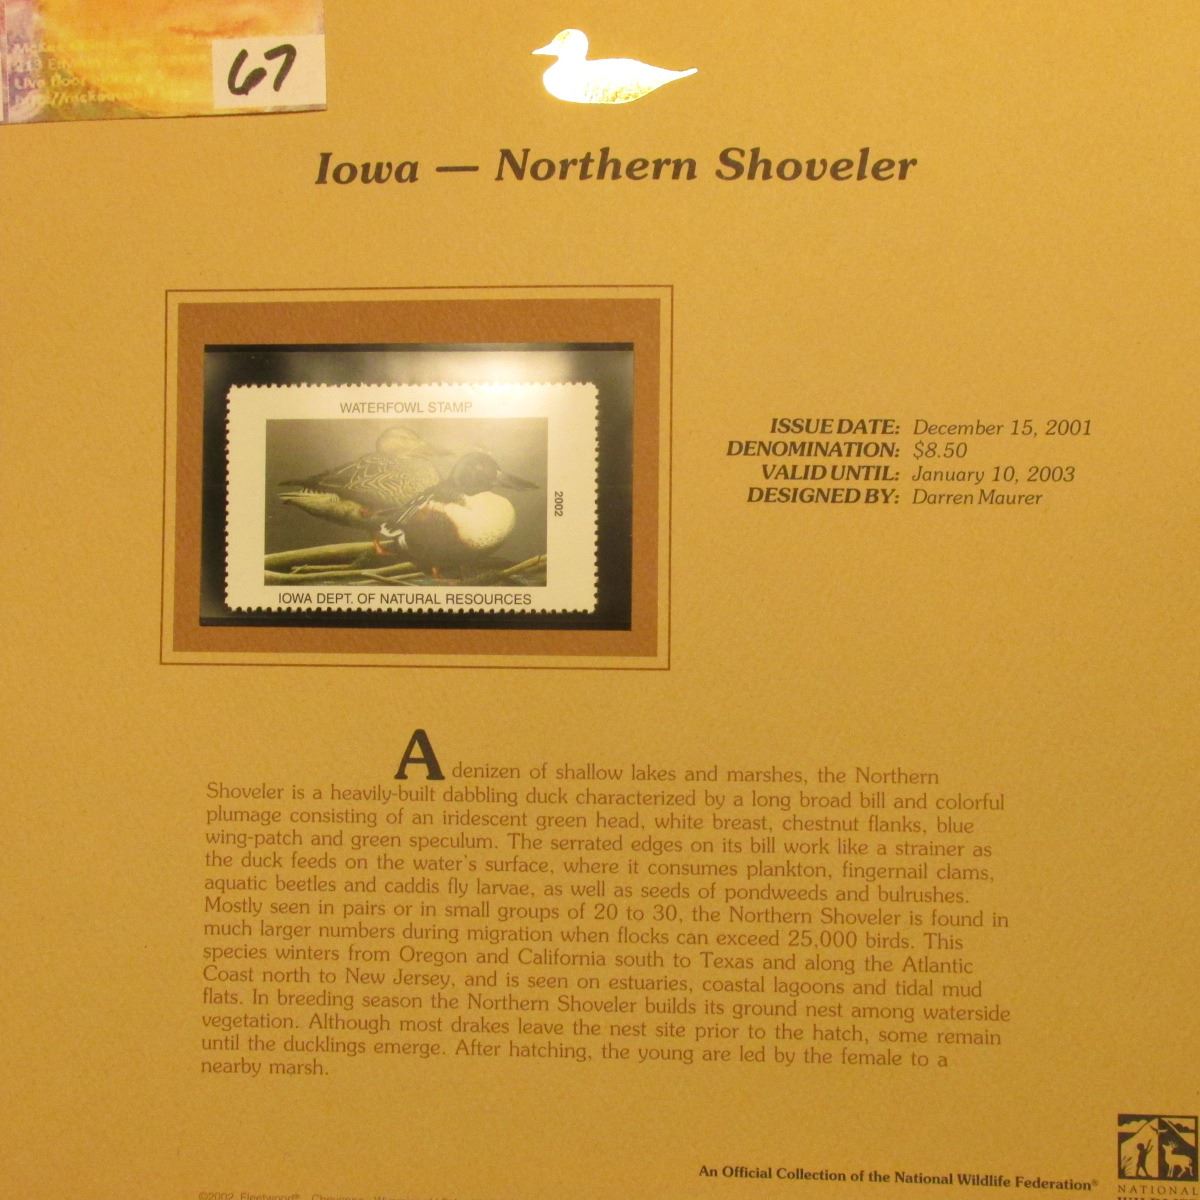 67
Iowa — Northern Shoveler
WATERFOWL STAMP
2002
IOWA DEPT. OF NATURAL RESOURCES
ISSUE DATE: December 15, 2001
DENOMINATION: $8.50
VALID UNTIL: January 10, 2003
DESIGNED BY: Darren Maurer
A denizen of shallow lakes and marshes, the Northern
Shoveler is a heavily-built dabbling duck characterized by a long broad bill and colorful
plumage consisting of an iridescent green head, white breast, chestnut flanks, blue
wing-patch and green speculum. The serrated edges on its bill work like a strainer as
the duck feeds on the water's surface, where it consumes plankton, fingernail clams,
aquatic beetles and caddis fly larvae, as well as seeds of pondweeds and bulrushes.
Mostly seen in pairs or in small groups of 20 to 30, the Northern Shoveler is found in
much larger numbers during migration when flocks can exceed 25,000 birds. This
species winters from Oregon and California south to Texas and along the Atlantic
Coast north to New Jersey, and is seen on estuaries, coastal lagoons and tidal mud
flats. In breeding season the Northern Shoveler builds its ground nest among waterside
vegetation. Although most drakes leave the nest site prior to the hatch, some remain
until the ducklings emerge. After hatching, the young are led by the female to a
nearby marsh.
An Official Collection of the National Wildlife Federation®
NATIONAL
©2002 Fleetwood®